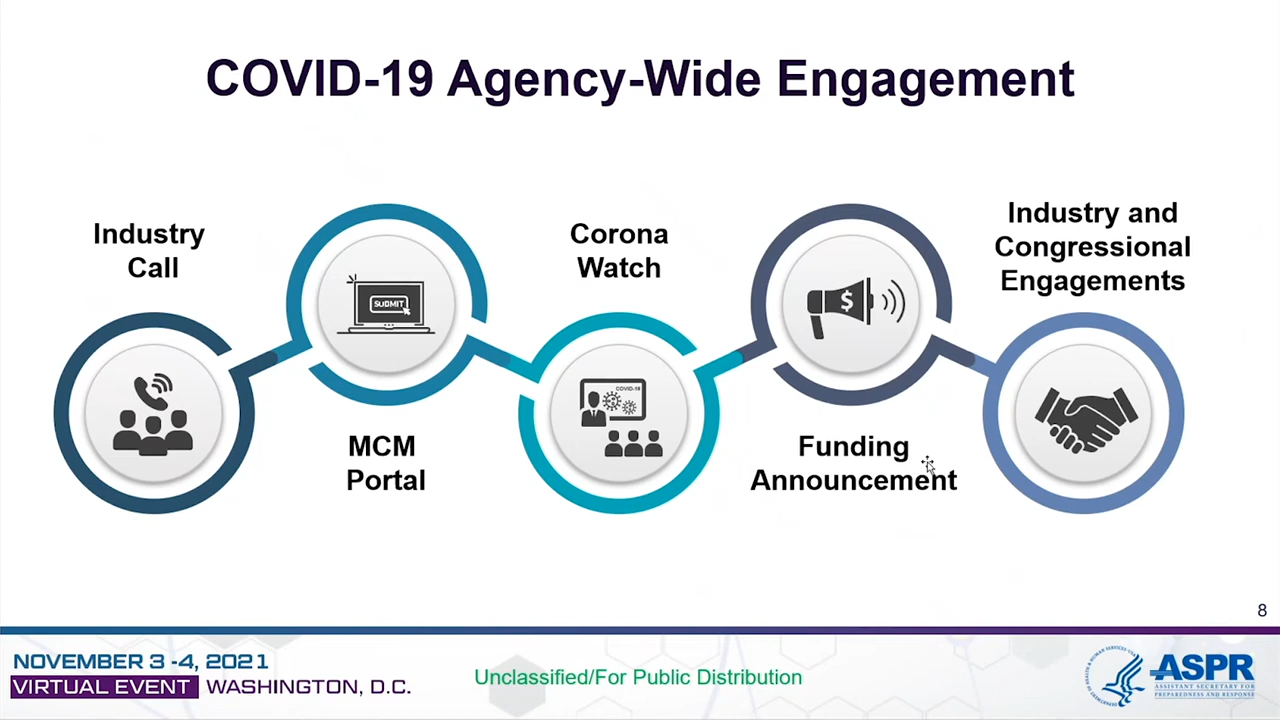 COVID-19 Agency-Wide Engagement
Industry
Call
SUBMIT
MCM
Portal
Corona
Watch
COVID-19
$
Funding
Announcement
Industry and
Congressional
Engagements
8
NOVEMBER 3 -4, 2021
VIRTUAL EVENT WASHINGTON, D.C.
Unclassified/For Public Distribution
ASPR
ASSISTANT SECRETARY FOR
PREPAREDNESS AND RESPONSE